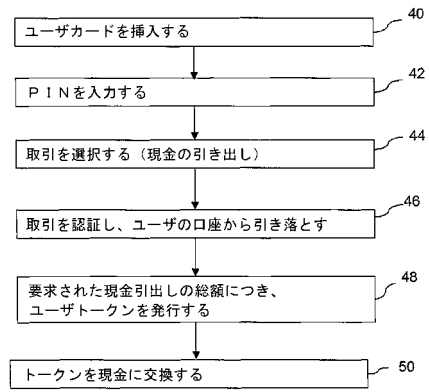 ユーザカードを挿入する
40
PINを入力する
42
取引を選択する（現金の引き出し）
44
取引を認証し、ユーザの口座から引き落とす
46
要求された現金引出しの総額につき、
ユーザトークンを発行する
48
トークンを現金に交換する
50